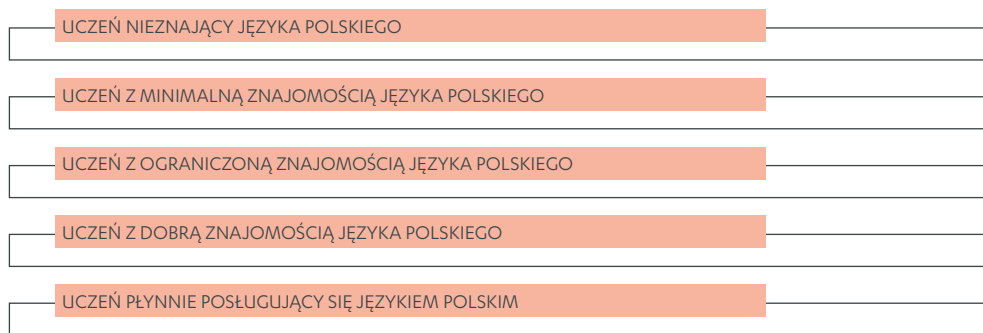 UCZEŃ NIEZNAJĄCY JĘZYKA POLSKIEGO
UCZEŃ Z MINIMALNĄ ZNAJOMOŚCIĄ JĘZYKA POLSKIEGO
UCZEŃ Z OGRANICZONĄ ZNAJOMOŚCIĄ JĘZYKA POLSKIEGO
UCZEŃ Z DOBRĄ ZNAJOMOŚCIĄ JĘZYKA POLSKIEGO
UCZEŃ PŁYNNIE POSŁUGUJĄCY SIĘ JĘZYKIEM POLSKIM